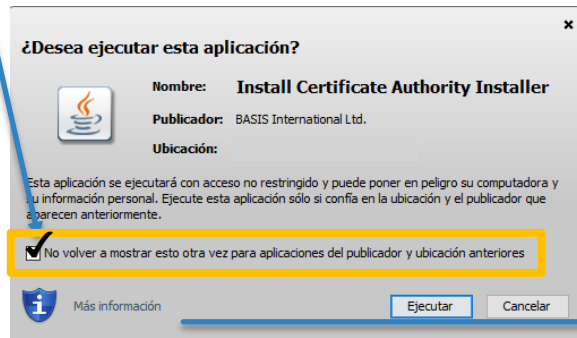 ¿Desea ejecutar esta aplicación?
Nombre: Install Certificate Authority Installer
Publicador: BASIS International Ltd.
Ubicación:
Esta aplicación se ejecutará con acceso no restringido y puede poner en peligro su computadora y
su información personal. Ejecute esta aplicación sólo si confía en la ubicación y el publicador que
aparecen anteriormente.
No volver a mostrar esto otra vez para aplicaciones del publicador y ubicación anteriores
Más información Ejecutar Cancelar